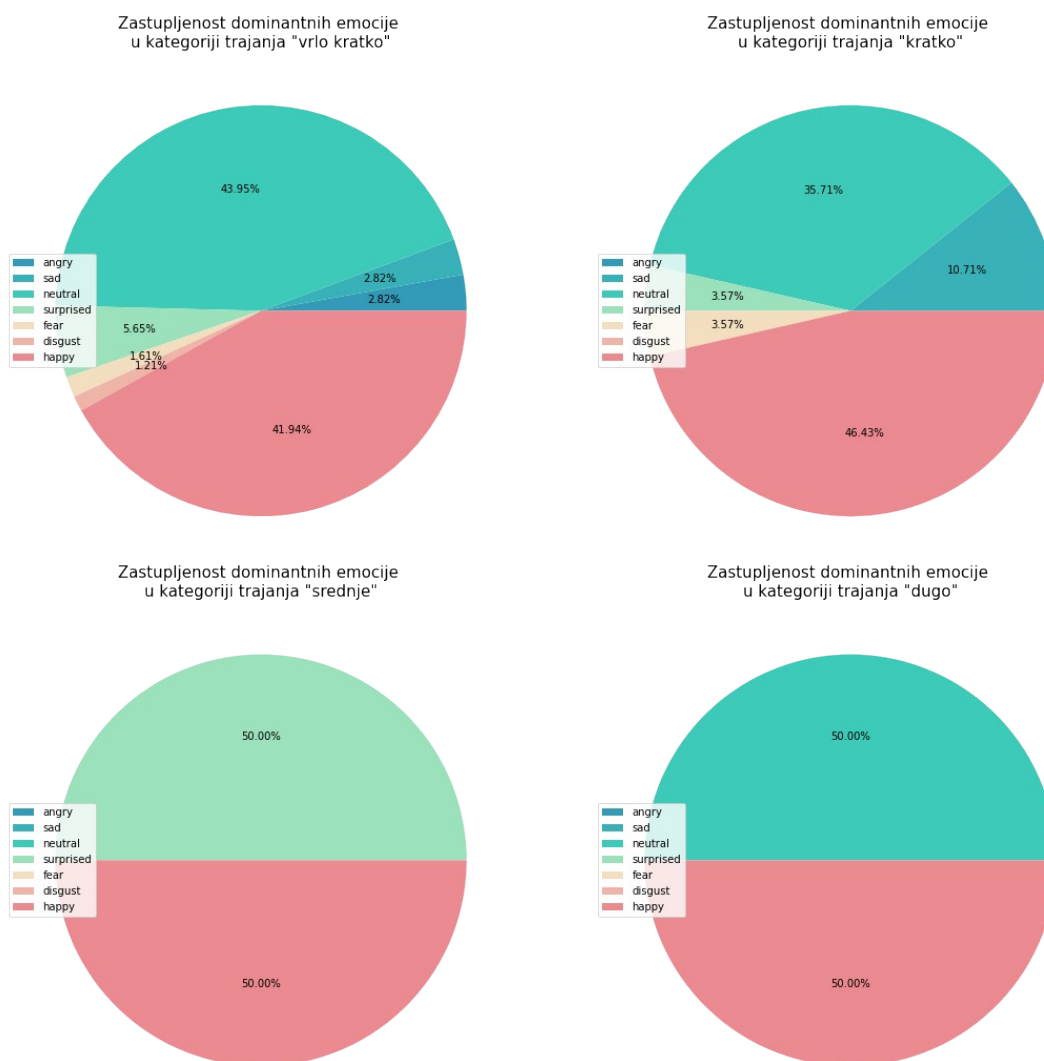 Zastupljenost dominantnih emocije
u kategoriji trajanja "vrlo kratko"
43.95%
2.82%
2.82%
5.65%
1.61%
1.21%
41.94%
angry
sad
neutral
surprised
fear
disgust
happy
Zastupljenost dominantnih emocije
u kategoriji trajanja "kratko"
35.71%
10.71%
3.57%
3.57%
46.43%
angry
sad
neutral
surprised
fear
disgust
happy
Zastupljenost dominantnih emocije
u kategoriji trajanja "srednje"
50.00%
50.00%
angry
sad
neutral
surprised
fear
disgust
happy
Zastupljenost dominantnih emocije
u kategoriji trajanja "dugo"
50.00%
50.00%
angry
sad
neutral
surprised
fear
disgust
happy